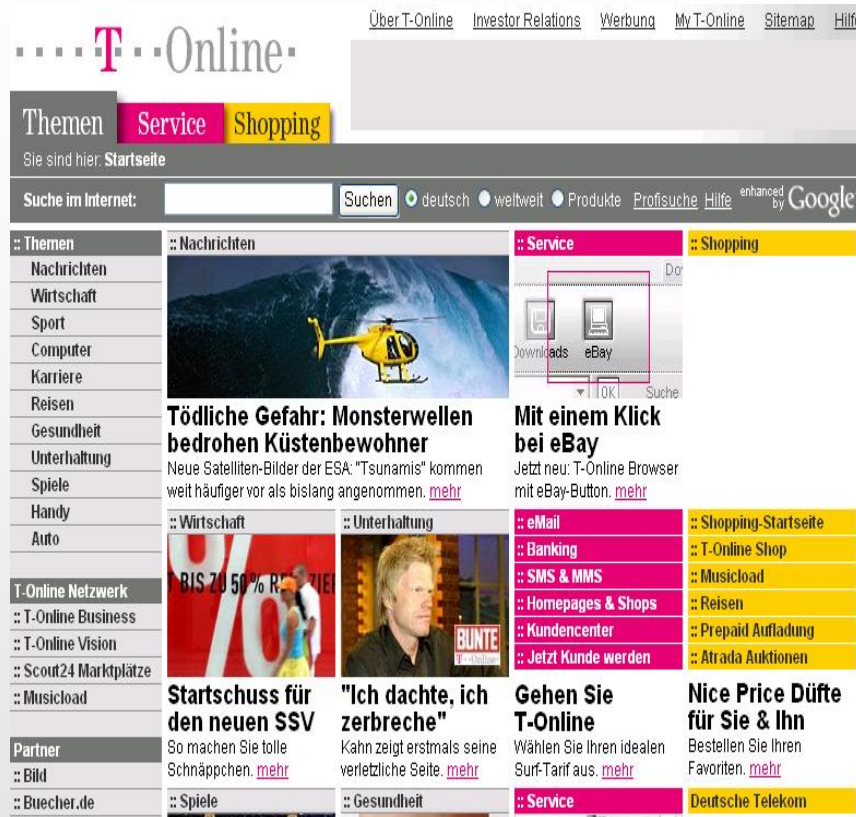 Über T-Online Investor Relations Werbung My T-Online Sitemap Hilfe
T Online
Themen Service Shopping
Sie sind hier: Startseite
Suche im Internet: Suchen deutsch weltweit Produkte Profisuche Hilfe enhanced by Google
:: Themen
Nachrichten
Wirtschaft
Sport
Computer
Karriere
Reisen
Gesundheit
Unterhaltung
Spiele
Handy
Auto
T-Online Netzwerk
:: T-Online Business
:: T-Online Vision
:: Scout24 Marktplätze
:: Musicload
Partner
:: Bild
:: Buecher.de
:: Nachrichten
Tödliche Gefahr: Monsterwellen
bedrohen Küstenbewohner
Neue Satelliten-Bilder der ESA: "Tsunamis" kommen
weit häufiger vor als bislang angenommen. mehr
:: Service
Downloads eBay
OK Suche
Mit einem Klick
bei eBay
Jetzt neu: T-Online Browser
mit eBay-Button. mehr
:: Shopping
:: Wirtschaft
%
T BIS ZU 50 %
Startschuss für
den neuen SSV
So machen Sie tolle
Schnäppchen. mehr
:: Unterhaltung
BUNTE
T-Online
"Ich dachte, ich
zerbreche"
Kahn zeigt erstmals seine
verletzliche Seite. mehr
:: eMail
:: Banking
:: SMS & MMS
:: Homepages & Shops
:: Kundencenter
:: Jetzt Kunde werden
Gehen Sie
T-Online
Wählen Sie Ihren idealen
Surf-Tarif aus. mehr
:: Shopping-Startseite
:: T-Online Shop
:: Musicload
:: Reisen
:: Prepaid Aufladung
:: Atrada Auktionen
Nice Price Düfte
für Sie & Ihn
Bestellen Sie Ihren
Favoriten. mehr
:: Spiele
:: Gesundheit
:: Service
Deutsche Telekom